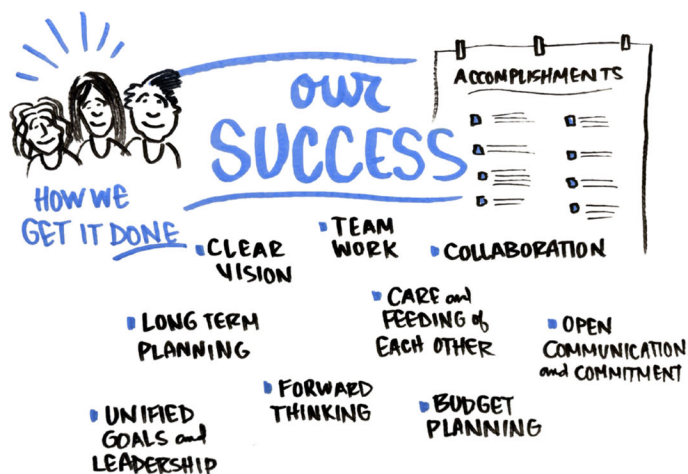 our
SUCCESS
ACCOMPLISHMENTS
HOW WE
GET IT DONE
CLEAR
VISION
TEAM
WORK
COLLABORATION
LONG TERM
PLANNING
CARE and
FEEDING of
EACH OTHER
OPEN
COMMUNICATION
and COMMITMENT
UNIFIED
GOALS and
LEADERSHIP
FORWARD
THINKING
BUDGET
PLANNING